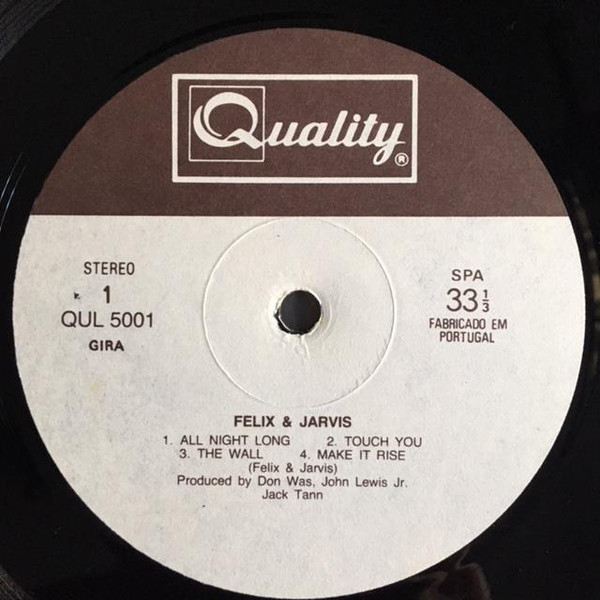 Quality®
STEREO
1
QUL 5001
GIRA
SPA
33 1/3
FABRICADO EM
PORTUGAL
FELIX & JARVIS
1. ALL NIGHT LONG 2. TOUCH YOU
3. THE WALL 4. MAKE IT RISE
(Felix & Jarvis)
Produced by Don Was, John Lewis Jr.
Jack Tann